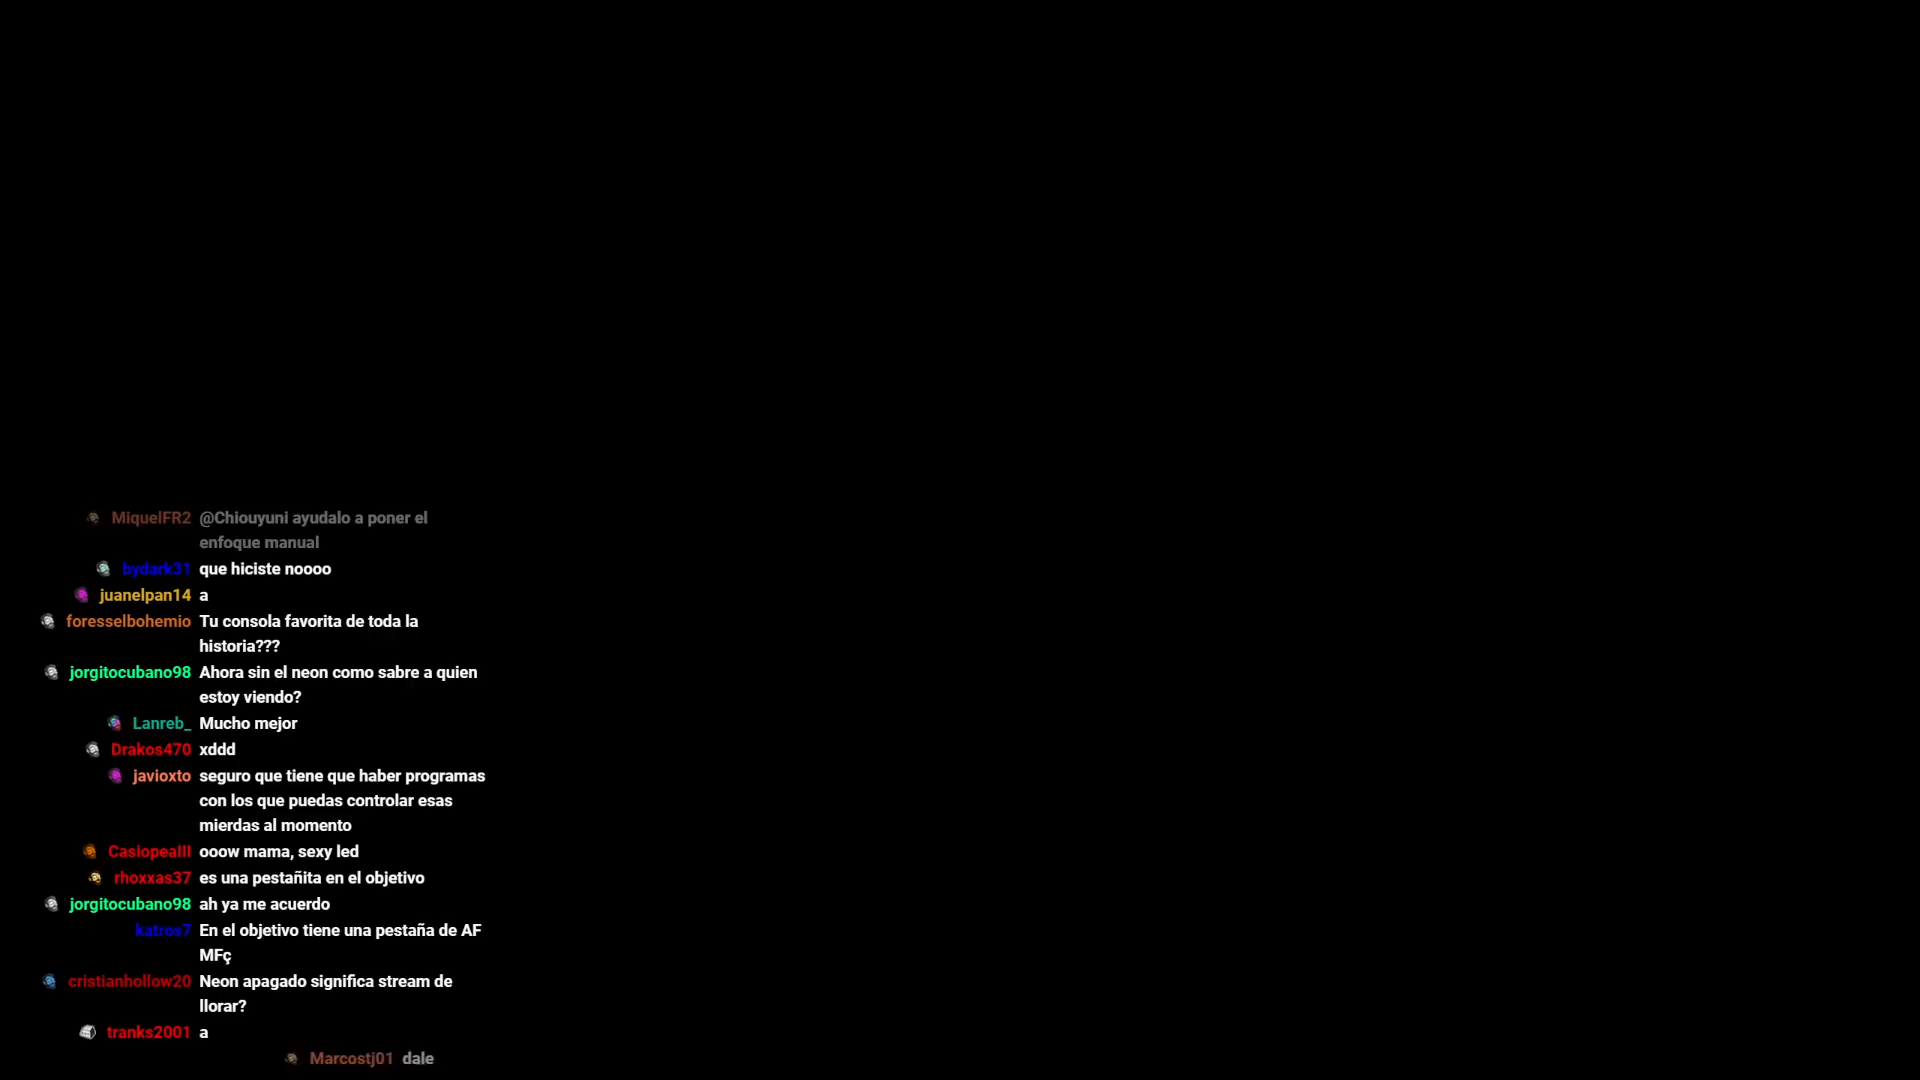 MiquelFR2 @Chiouyuni ayudalo a poner el
enfoque manual
bydark31 que hiciste noooo
juanelpan14 a
foresselbohemio Tu consola favorita de toda la
historia???
jorgitocubano98 Ahora sin el neon como sabre a quien
estoy viendo?
Lanreb_ Mucho mejor
Drakos470 xddd
javioxto seguro que tiene que haber programas
con los que puedas controlar esas
mierdas al momento
Casiopealll ooow mama, sexy led
rhoxxas37 es una pestañita en el objetivo
jorgitocubano98 ah ya me acuerdo
katros7 En el objetivo tiene una pestaña de AF
MFç
cristianhollow20 Neon apagado significa stream de
llorar?
tranks2001 a
Marcostj01 dale